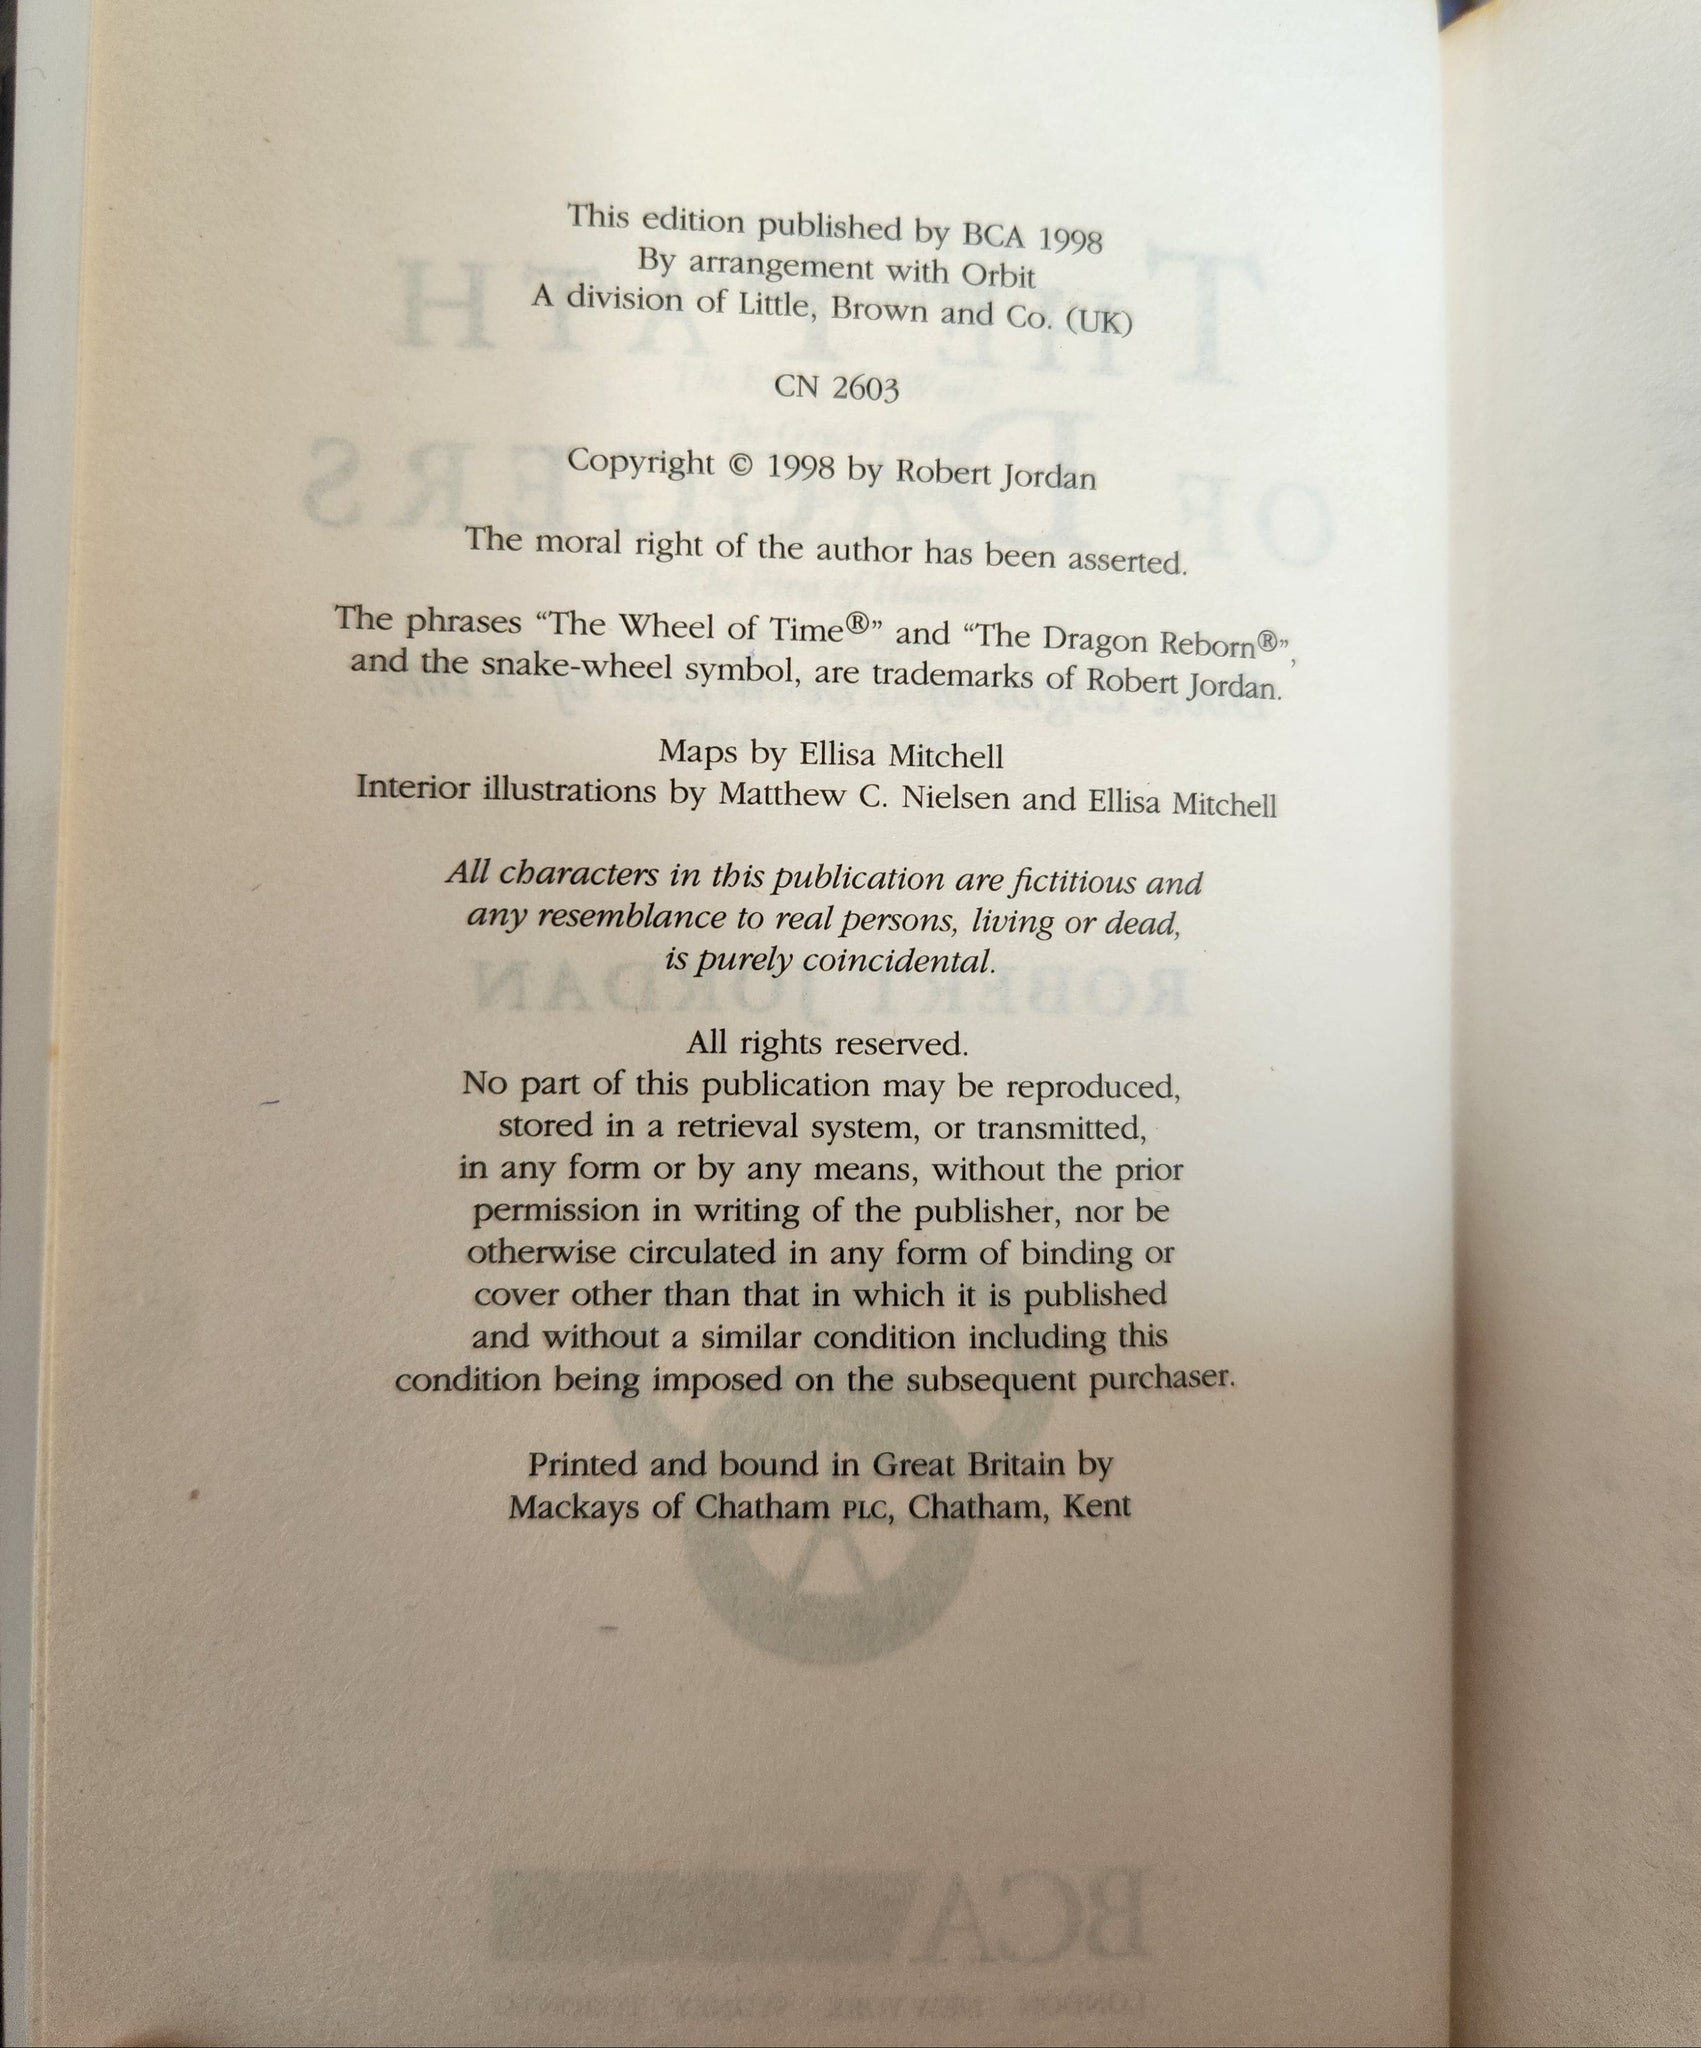 This edition published by BCA 1998
By arrangement with Orbit
A division of Little, Brown and Co. (UK)
CN 2603
Copyright © 1998 by Robert Jordan
The moral right of the author has been asserted.
The phrases “The Wheel of Time®” and “The Dragon Reborn®”,
and the snake-wheel symbol, are trademarks of Robert Jordan.
Maps by Ellisa Mitchell
Interior illustrations by Matthew C. Nielsen and Ellisa Mitchell
All characters in this publication are fictitious and
any resemblance to real persons, living or dead,
is purely coincidental.
All rights reserved.
No part of this publication may be reproduced,
stored in a retrieval system, or transmitted,
in any form or by any means, without the prior
permission in writing of the publisher, nor be
otherwise circulated in any form of binding or
cover other than that in which it is published
and without a similar condition including this
condition being imposed on the subsequent purchaser.
Printed and bound in Great Britain by
Mackays of Chatham PLC, Chatham, Kent